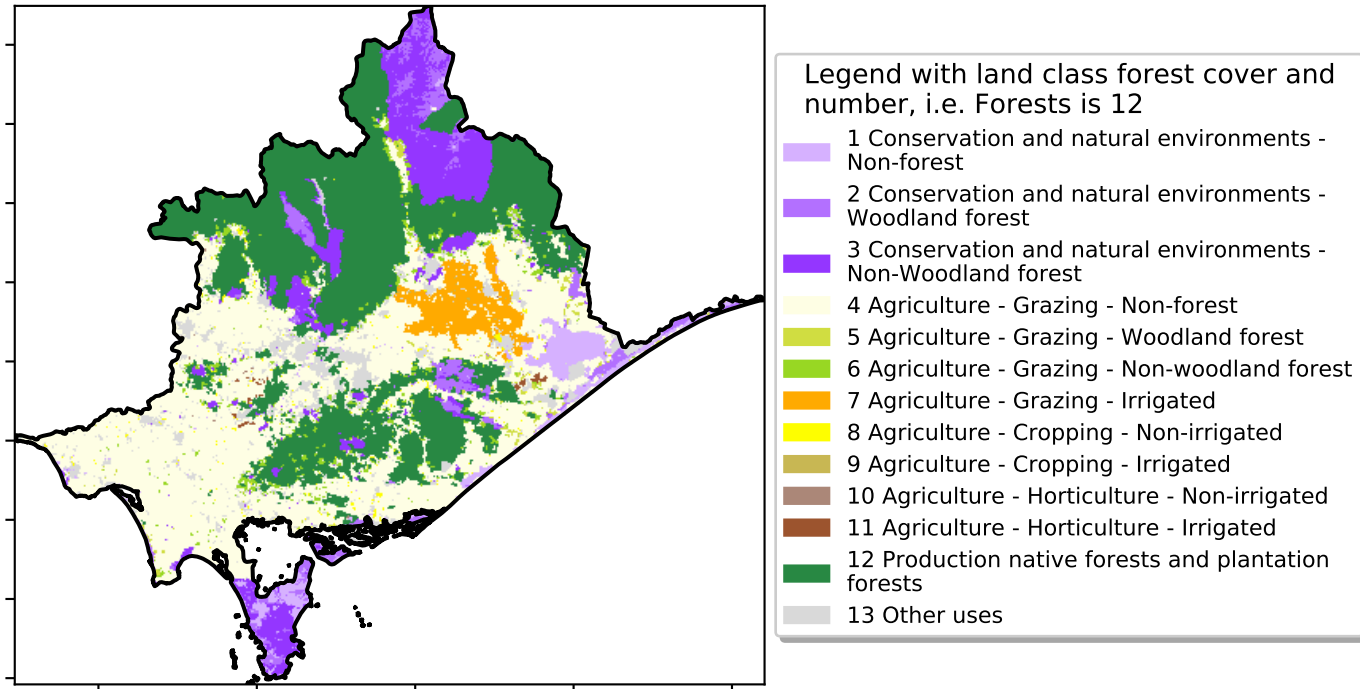 Legend with land class forest cover and
number, i.e. Forests is 12
1 Conservation and natural environments -
Non-forest
2 Conservation and natural environments -
Woodland forest
3 Conservation and natural environments -
Non-Woodland forest
4 Agriculture - Grazing - Non-forest
5 Agriculture - Grazing - Woodland forest
6 Agriculture - Grazing - Non-woodland forest
7 Agriculture - Grazing - Irrigated
8 Agriculture - Cropping - Non-irrigated
9 Agriculture - Cropping - Irrigated
10 Agriculture - Horticulture - Non-irrigated
11 Agriculture - Horticulture - Irrigated
12 Production native forests and plantation
forests
13 Other uses